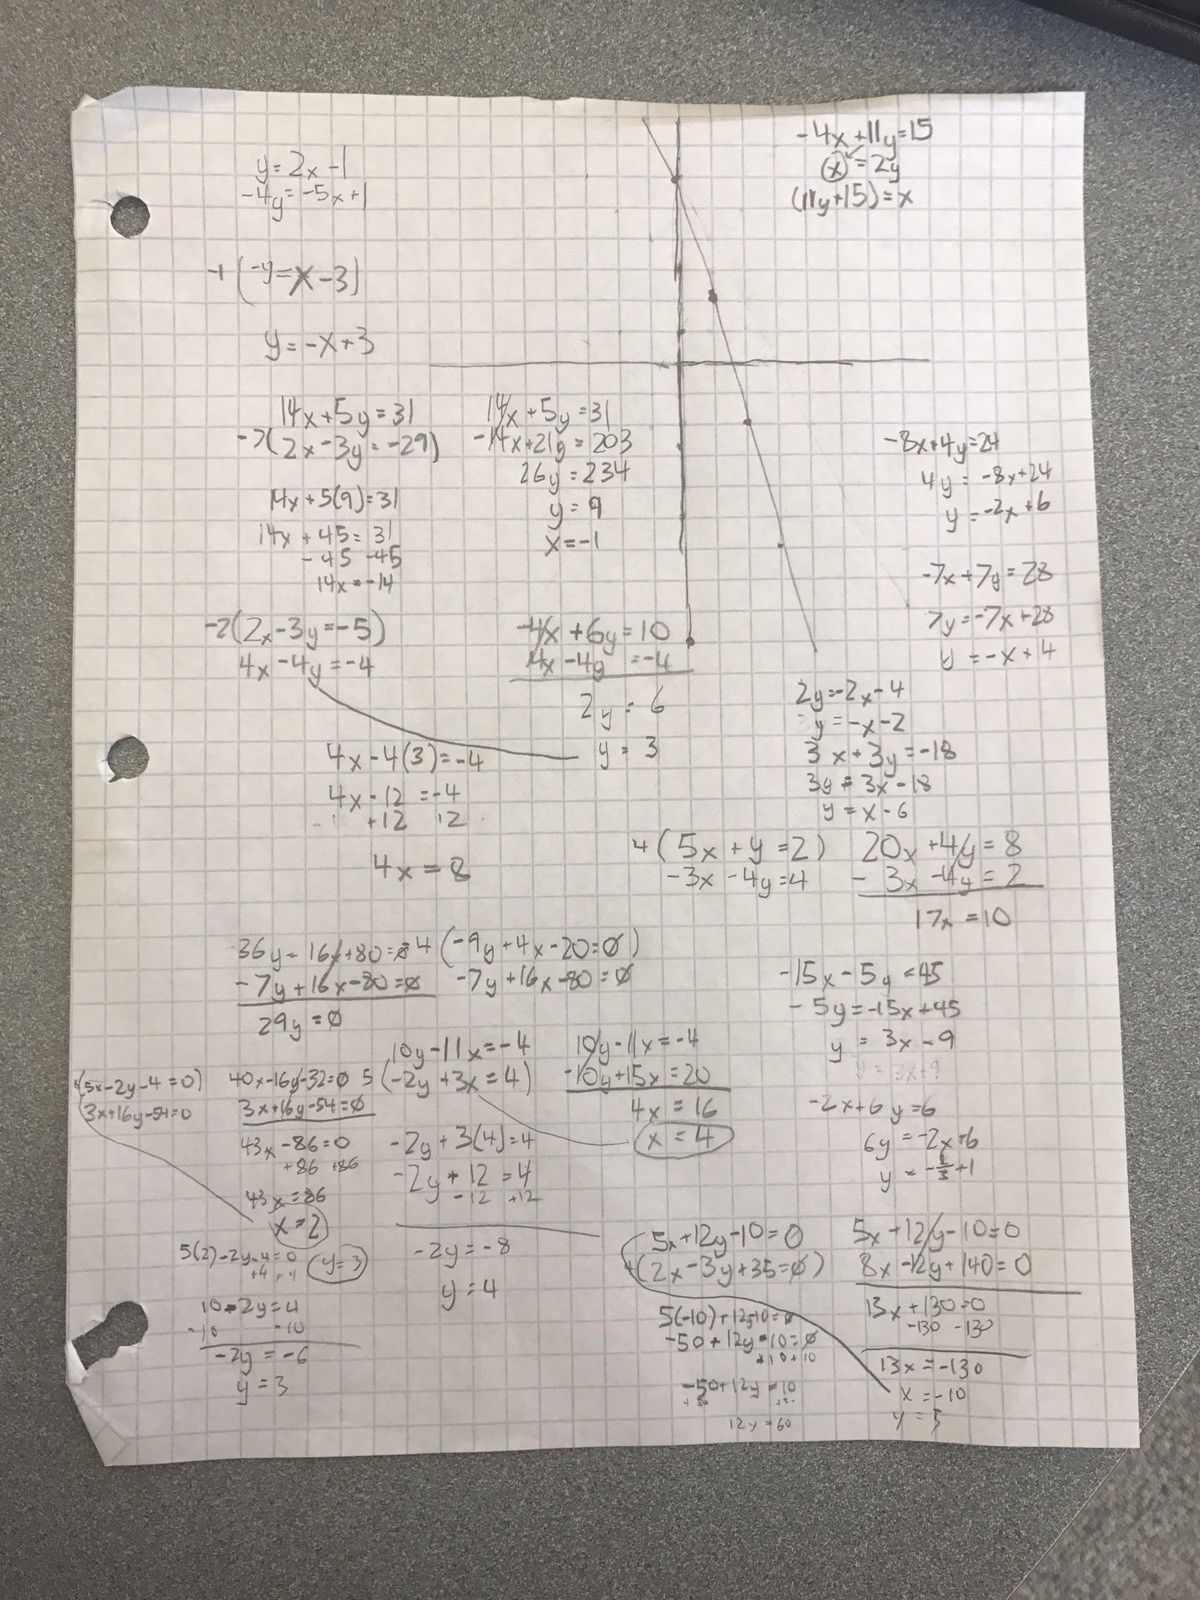 y=2x-1
-4y=-5x+1
-4x+11y=15
x=2y
(11y+15)=x
-1(-y=x-3)
y=-x+3
14x+5y=31
-7(2x-3y=-29)
14x+5(9)=31
14x+45=31
-45 -45
14x=-14
14x+5y=31
-14x+21y=203
26y=234
y=9
x=-1
-8x+4y=24
4y=-8x+24
y=-2x+6
-7x+7y=28
7y=-7x+28
y=-x+4
-2(2x-3y=-5)
4x-4y=-4
-4x+6y=10
4x-4y=-4
2y=6
y=3
4x-4(3)=-4
4x-12=-4
+12 12
4x=8
2y=-2x-4
y=-x-2
3x+3y=-18
3y=3x-18
y=x-6
4(5x+y=2)
-3x-4y=4
20x+4y=8
-3x-4y=2
17x=10
36y-16x+80=0
-7y+16x-80=0
29y=0
-4(-9y+4x-20=0)
-7y+16x-80=0
-15x-5y=45
-5y=-15x+45
y=3x-9
-2x+6y=6
6y=-2x+6
10y-11x=-4
5(-2y+3x=4)
10y-11x=-4
-10y+15x=20
4x=16
x=4
-2y+3(4)=4
-2y+12=4
-12 +12
-2y=-8
y=4
(5x-2y-4=0)
3x+16y-54=0
40x-16y-32=0
3x+16y-54=0
43x-86=0
+86 +86
43x=86
x=2
5(2)-2y-4=0
+4 +4
y=3
10-2y=4
-10 -10
-2y=-6
y=3
5x+12y-10=0
4(2x-3y+35=0)
5x+12y-10=0
8x-12y+140=0
13x+130=0
-130 -130
13x=-130
x=-10
y=5
5(-10)+12y-10=0
-50+12y-10=0
+10+10
-50+12y=10
12y=60